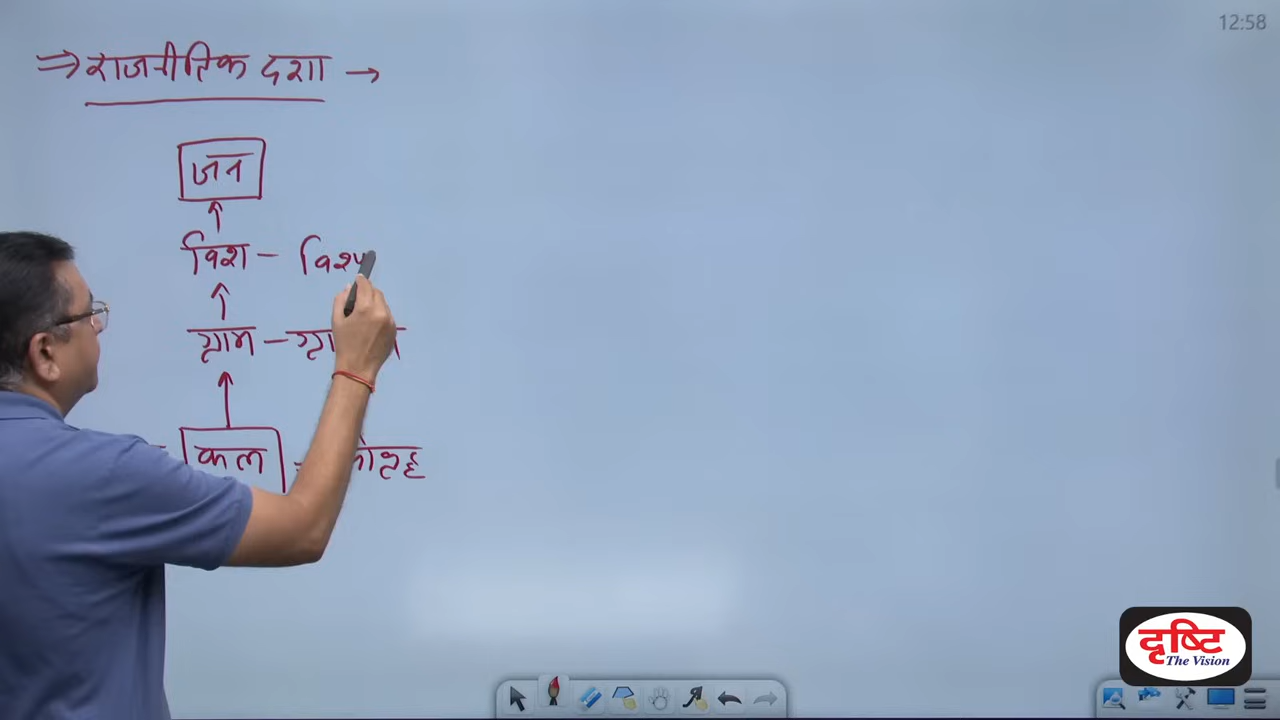 12:58
⇒ राजनीतिक दशा →
जन
↑
विश –
↑
ग्राम –
↑
कुल –
दृष्टि
The Vision